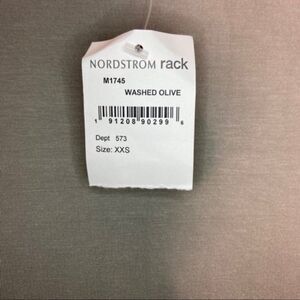 NORDSTROM rack
M1745
WASHED OLIVE
1 91208 90299 6
Dept 573
Size: XXS